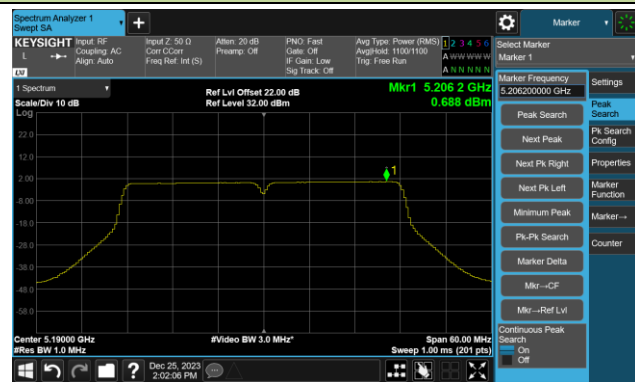 Spectrum Analyzer 1
Swept SA
KEYSIGHT
L
Input: RF
Coupling: AC
Align: Auto
Input Z: 50 Ω
Corr CCorr
Freq Ref: Int (S)
Atten: 20 dB
Preamp: Off
PNO: Fast
Gate: Off
IF Gain: Low
Sig Track: Off
Avg Type: Power (RMS)
Avg|Hold: 1100/1100
Trig: Free Run
1 2 3 4 5 6
A W W W W W
A N N N N N
LXI
1 Spectrum
Scale/Div 10 dB
Log
Ref Lvl Offset 22.00 dB
Ref Level 32.00 dBm
Mkr1 5.206 2 GHz
0.688 dBm
22.0
12.0
2.00
-8.00
-18.0
-28.0
-38.0
-48.0
-58.0
1
Center 5.19000 GHz
#Res BW 1.0 MHz
#Video BW 3.0 MHz*
Span 60.00 MHz
Sweep 1.00 ms (201 pts)
Dec 25, 2023
2:02:06 PM
Marker
Select Marker
Marker 1
Marker Frequency
5.206200000 GHz
Peak Search
Next Peak
Next Pk Right
Next Pk Left
Minimum Peak
Pk-Pk Search
Marker Delta
Mkr→CF
Mkr→Ref Lvl
Continuous Peak
Search
On
Off
Settings
Peak
Search
Pk Search
Config
Properties
Marker
Function
Marker→
Counter